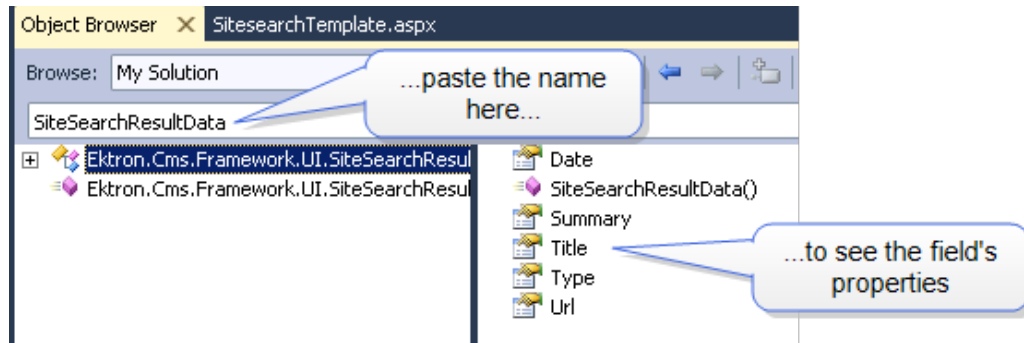 Object Browser SitesearchTemplate.aspx
Browse: My Solution
...paste the name
here...
SiteSearchResultData
Ektron.Cms.Framework.UI.SiteSearchResul
Ektron.Cms.Framework.UI.SiteSearchResul
Date
SiteSearchResultData()
Summary
Title
Type
Url
...to see the field's
properties